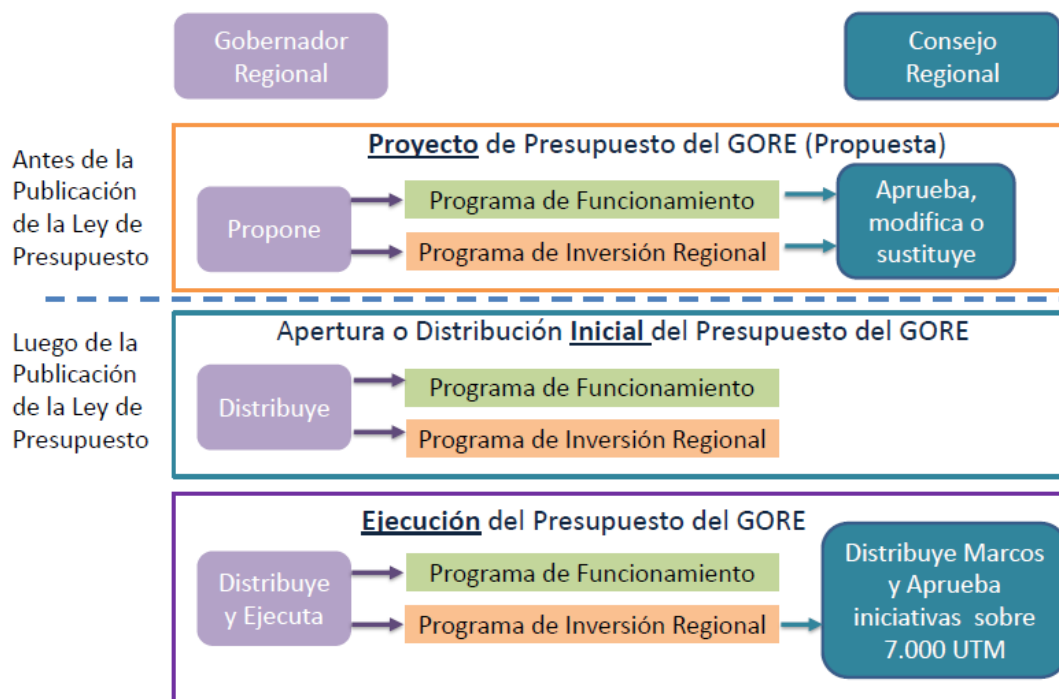 Gobernador
Regional
Consejo
Regional
Antes de la
Publicación
de la Ley de
Presupuesto
Proyecto de Presupuesto del GORE (Propuesta)
Propone
Programa de Funcionamiento
Programa de Inversión Regional
Aprueba,
modifica o
sustituye
Luego de la
Publicación
de la Ley de
Presupuesto
Apertura o Distribución Inicial del Presupuesto del GORE
Distribuye
Programa de Funcionamiento
Programa de Inversión Regional
Ejecución del Presupuesto del GORE
Distribuye
y Ejecuta
Programa de Funcionamiento
Programa de Inversión Regional
Distribuye Marcos
y Aprueba
iniciativas sobre
7.000 UTM